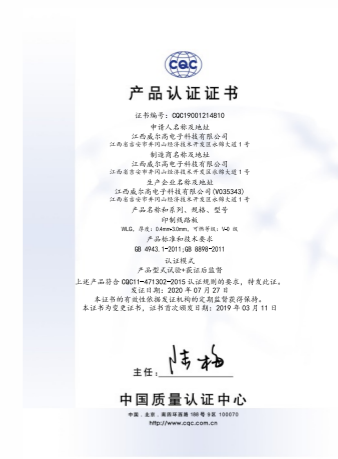 CQC
产品认证证书
证书编号: CQC19001214810
申请人名称及地址
江西威尔高电子科技有限公司
江西省吉安市井冈山经济技术开发区永锦大道1号
制造商名称及地址
江西威尔高电子科技有限公司
江西省吉安市井冈山经济技术开发区永锦大道1号
生产企业名称及地址
江西威尔高电子科技有限公司(V035343)
江西省吉安市井冈山经济技术开发区永锦大道1号
产品名称和系列、规格、型号
印制线路板
WLG, 厚度: 0.4mm-3.0mm, 可燃等级: V-0 级
产品标准和技术要求
GB 4943.1-2011;GB 8898-2011
认证模式
产品型式试验+获证后监督
上述产品符合 CQC11-471302-2015 认证规则的要求, 特发此证。
发证日期: 2020 年 07 月 27 日
本证书的有效性依据发证机构的定期监督获得保持。
本证书为变更证书, 证书首次颁发日期: 2019 年 03 月 11 日
主任: 陆梅
中国质量认证中心
中国 . 北京 . 南四环西路 188 号 9 区 100070
http://www.cqc.com.cn